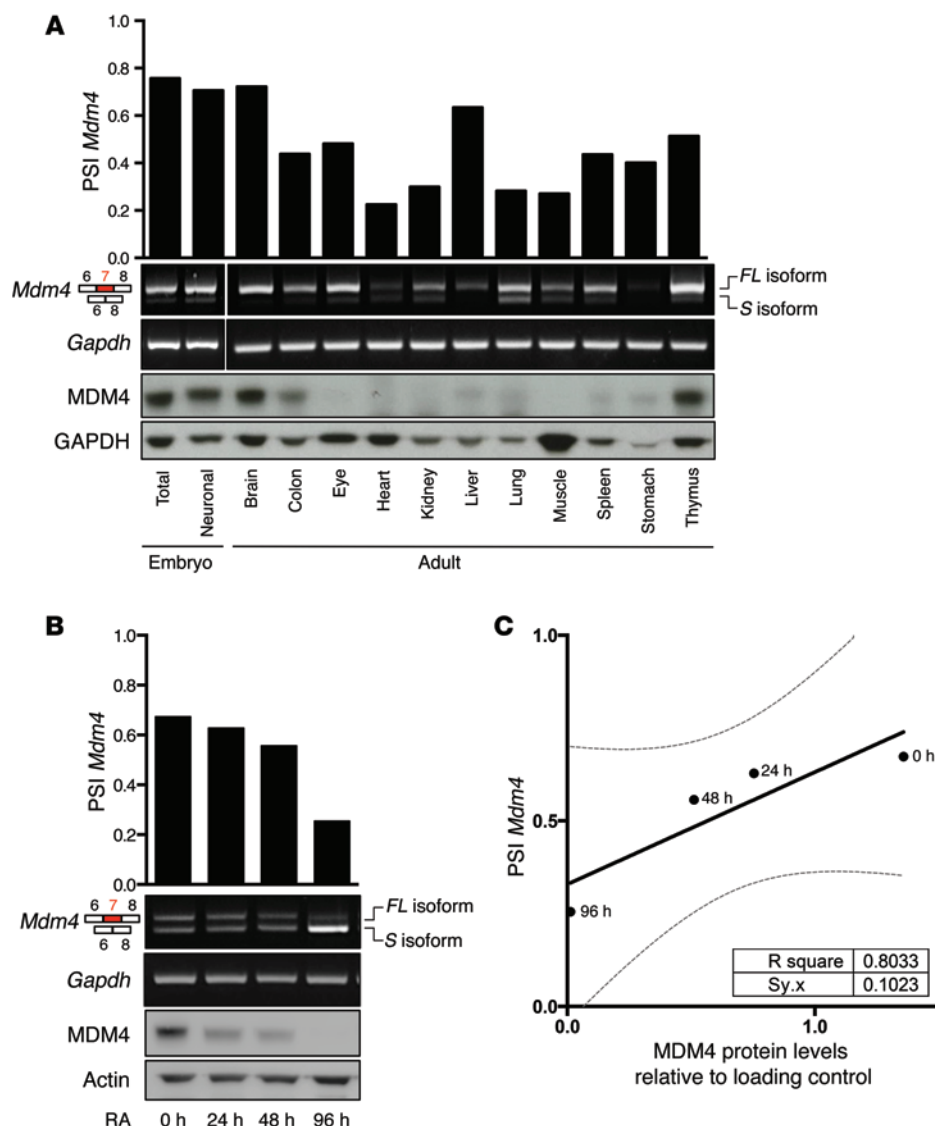 A
PSI Mdm4
1.0
0.8
0.6
0.4
0.2
0.0
Mdm4
6 7 8
6 8
FL isoform
S isoform
Gapdh
MDM4
GAPDH
Total
Neuronal
Brain
Colon
Eye
Heart
Kidney
Liver
Lung
Muscle
Spleen
Stomach
Thymus
Embryo
Adult
B
PSI Mdm4
1.0
0.8
0.6
0.4
0.2
0.0
Mdm4
6 7 8
6 8
FL isoform
S isoform
Gapdh
MDM4
Actin
RA 0 h 24 h 48 h 96 h
C
PSI Mdm4
1.0
0.5
0.0
0 h
24 h
48 h
96 h
R square 0.8033
Sy.x 0.1023
0.0 1.0
MDM4 protein levels
relative to loading control